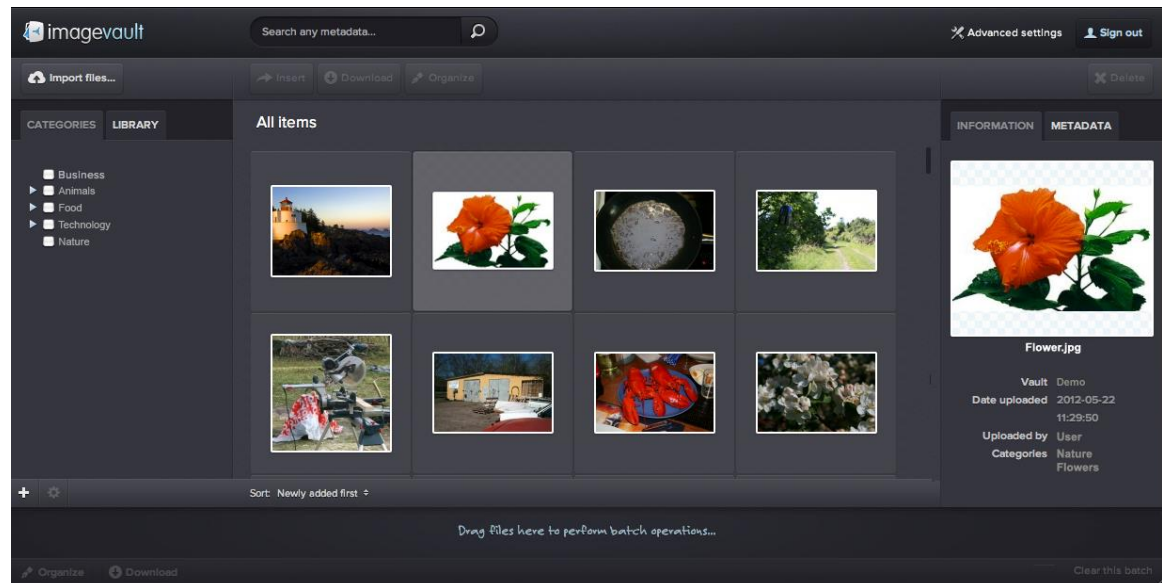 imagevault
Search any metadata...
Advanced settings
Sign out
Import files...
Insert
Download
Organize
Delete
CATEGORIES
LIBRARY
All items
INFORMATION
METADATA
Business
Animals
Food
Technology
Nature
Flower.jpg
Vault Demo
Date uploaded 2012-05-22
11:29:50
Uploaded by User
Categories Nature
Flowers
Sort: Newly added first
Drag files here to perform batch operations...
Organize
Download
Clear this batch